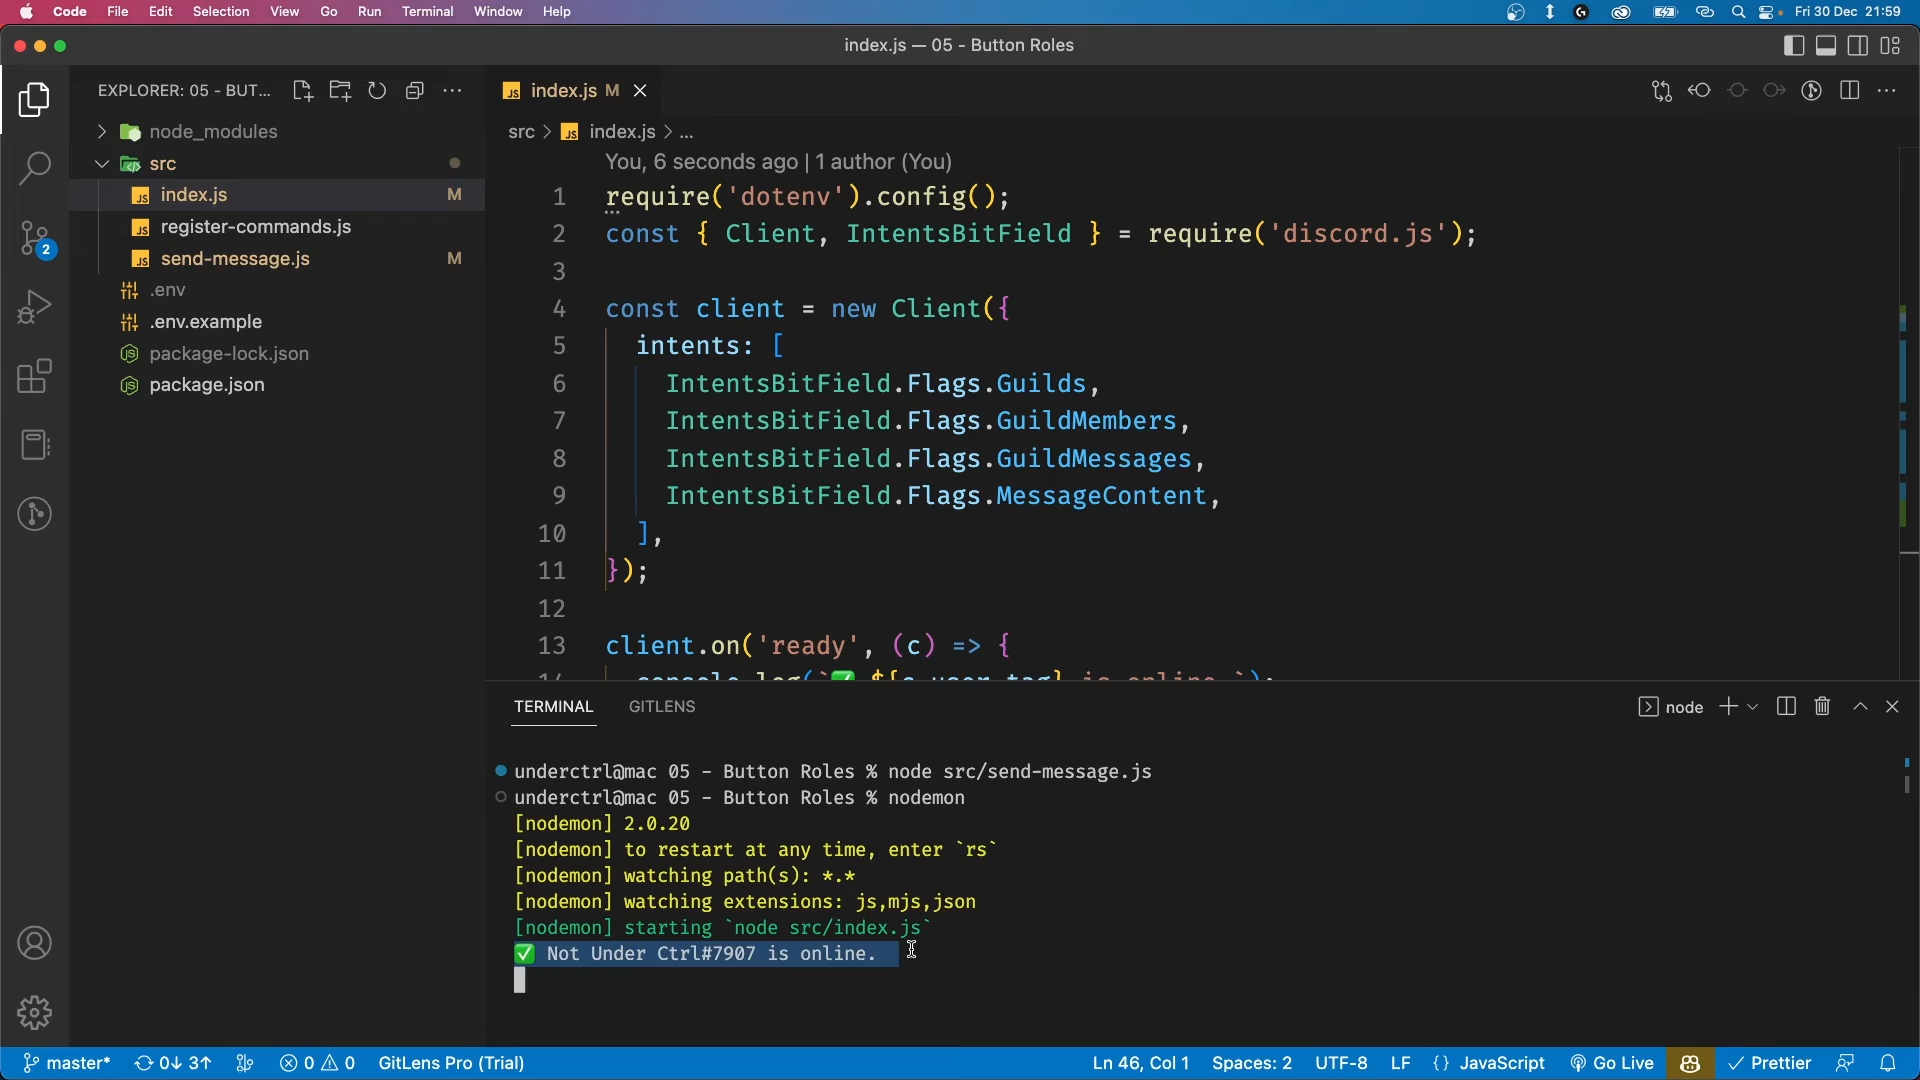 Code File Edit Selection View Go Run Terminal Window Help Fri 30 Dec 21:59
index.js — 05 - Button Roles
EXPLORER: 05 - BUT...
node_modules
src
index.js M
register-commands.js
send-message.js M
.env
.env.example
package-lock.json
package.json
2
index.js M
src > index.js > ...
You, 6 seconds ago | 1 author (You)
1 require('dotenv').config();
2 const { Client, IntentsBitField } = require('discord.js');
3
4 const client = new Client({
5 intents: [
6 IntentsBitField.Flags.Guilds,
7 IntentsBitField.Flags.GuildMembers,
8 IntentsBitField.Flags.GuildMessages,
9 IntentsBitField.Flags.MessageContent,
10 ],
11 });
12
13 client.on('ready', (c) => {
14 console.log(`✅ ${c.user.tag} is online.`);
TERMINAL GITLENS node
underctrl@mac 05 - Button Roles % node src/send-message.js
underctrl@mac 05 - Button Roles % nodemon
[nodemon] 2.0.20
[nodemon] to restart at any time, enter `rs`
[nodemon] watching path(s): *.*
[nodemon] watching extensions: js,mjs,json
[nodemon] starting `node src/index.js`
✅ Not Under Ctrl#7907 is online.
master* 0↓ 3↑ 0 0 GitLens Pro (Trial) Ln 46, Col 1 Spaces: 2 UTF-8 LF {} JavaScript Go Live Prettier